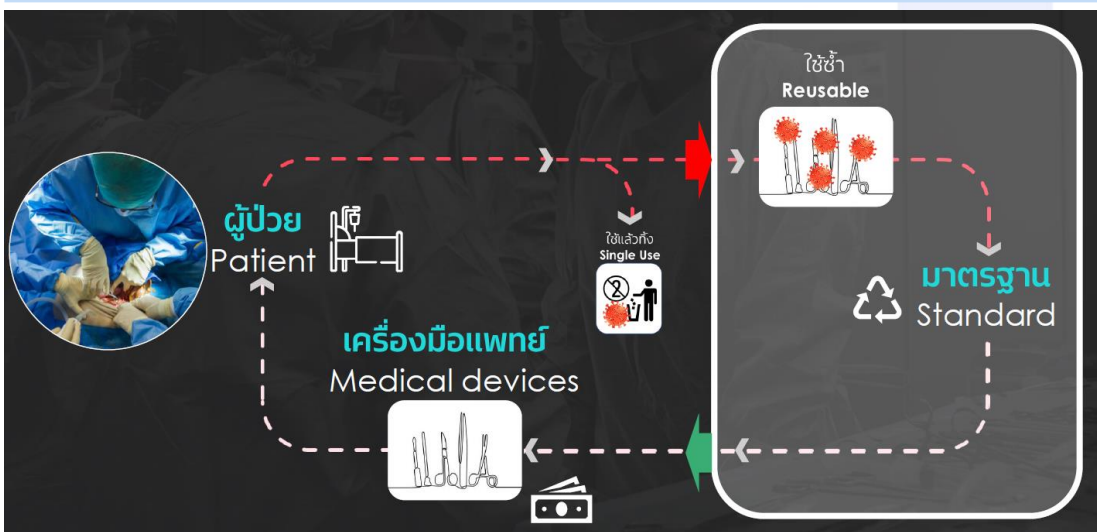 ใช้ซ้ำ
Reusable
ผู้ป่วย
Patient
ใช้แล้วทิ้ง
Single Use
2
มาตรฐาน
Standard
เครื่องมือแพทย์
Medical devices